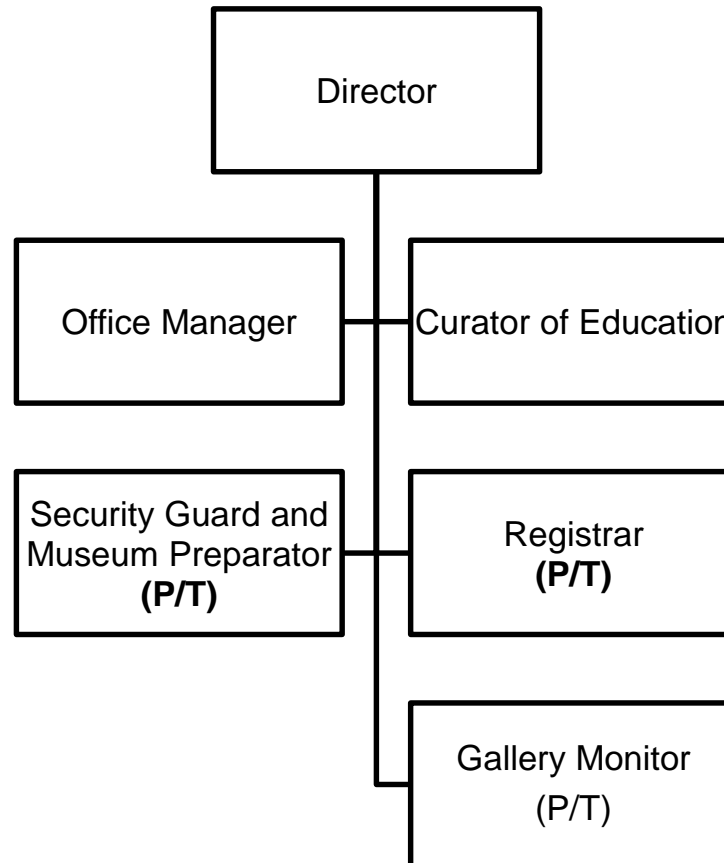 Director
Office Manager
Curator of Education
Security Guard and
Museum Preparator
(P/T)
Registrar
(P/T)
Gallery Monitor
(P/T)